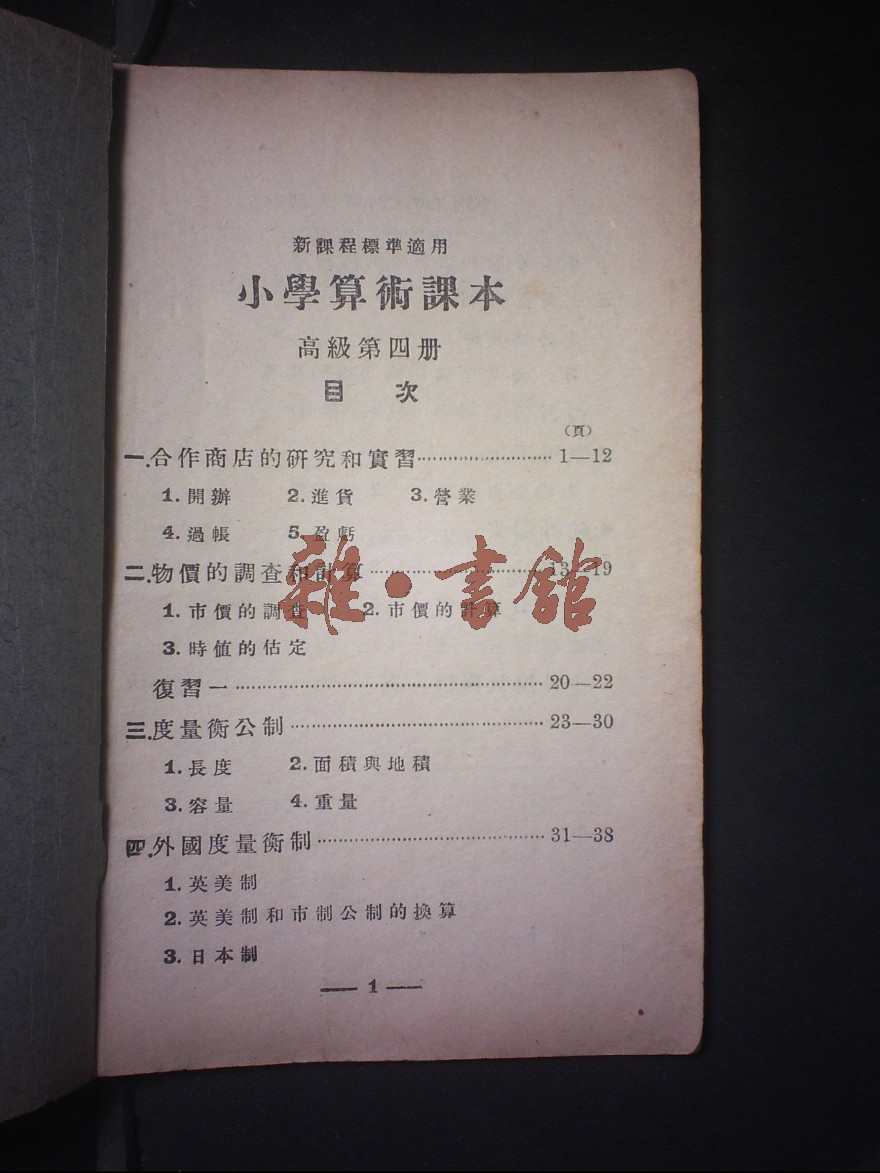 新課程標準適用
小學算術課本
高級第四册
目 次
(頁)
一.合作商店的研究和實習……………………1—12
1.開辦 2.進貨 3.營業
4.過帳 5.盈虧
二.物價的調查和計算……………………13—19
1.市價的調查 2.市價的計算
3.時值的估定
復習一……………………20—22
三.度量衡公制……………………23—30
1.長度 2.面積與地積
3.容量 4.重量
四.外國度量衡制……………………31—38
1.英美制
2.英美制和市制公制的換算
3.日本制
— 1 —
雜·書館